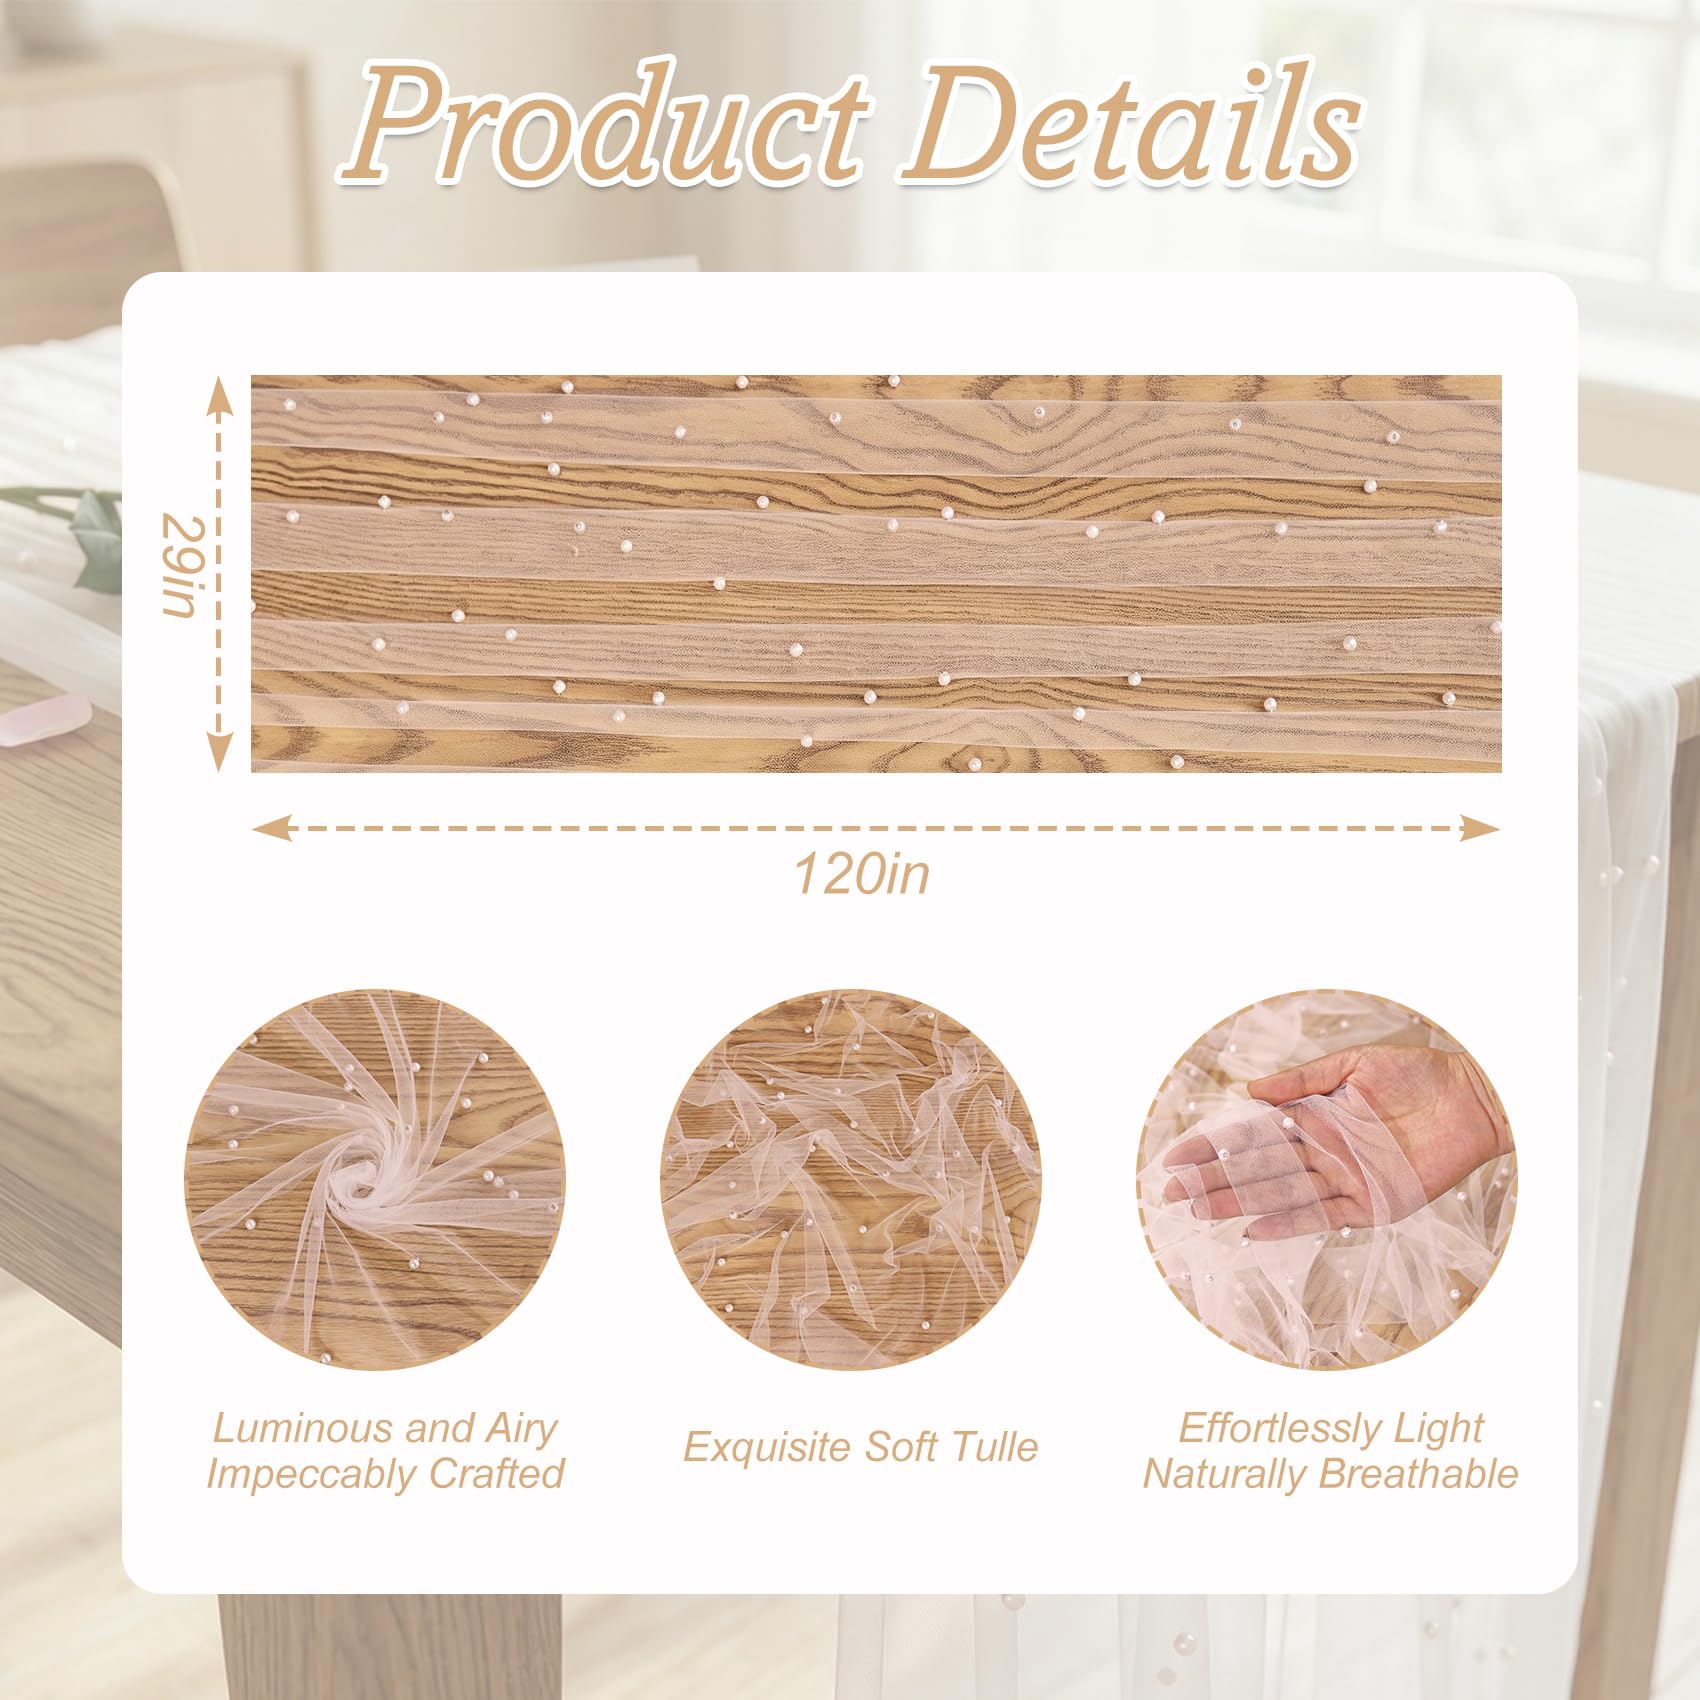 Product Details
29in
120in
Luminous and Airy
Impeccably Crafted
Exquisite Soft Tulle
Effortlessly Light
Naturally Breathable